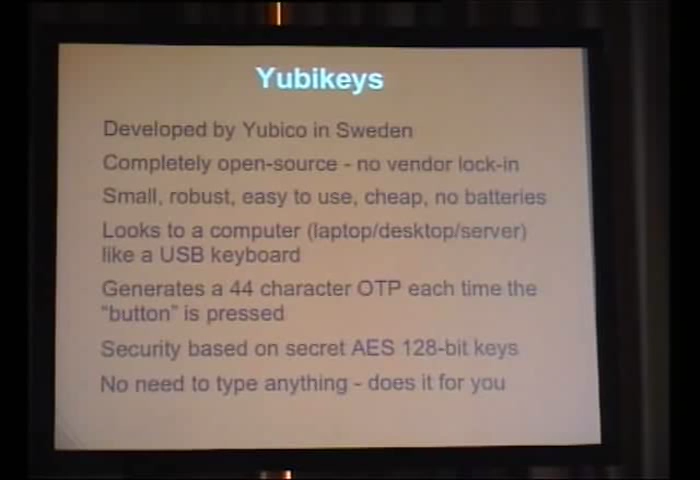 Yubikeys
Developed by Yubico in Sweden
Completely open-source - no vendor lock-in
Small, robust, easy to use, cheap, no batteries
Looks to a computer (laptop/desktop/server)
like a USB keyboard
Generates a 44 character OTP each time the
“button” is pressed
Security based on secret AES 128-bit keys
No need to type anything - does it for you